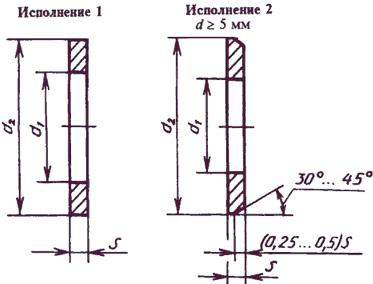 Исполнение 1
Исполнение 2
d ≥ 5 мм
d₂
d₁
d₂
d₁
30°... 45°
s
(0,25...0,5)s
s